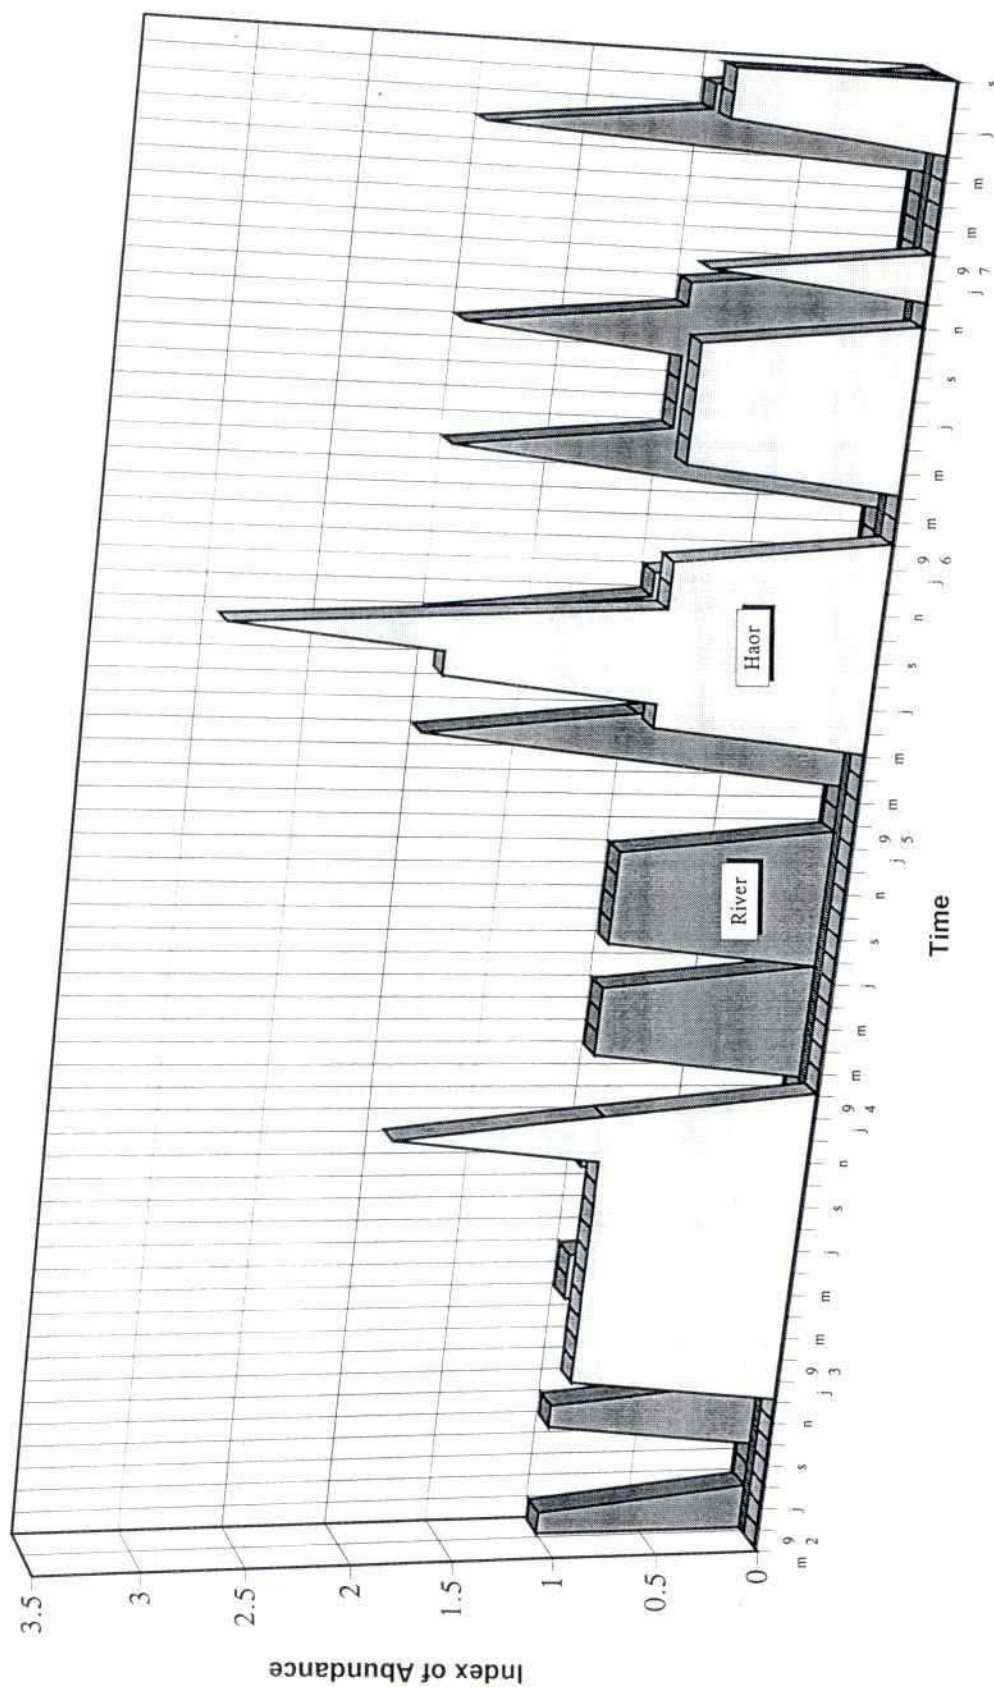 Index of Abundance
3.5
3
2.5
2
1.5
1
0.5
0
River
Haor
m 9 j s n j 9 m m j s n j 9 m m j s n j 9 m m j s n j 9 m m j s n j 9 m m j s
2 3 4 5 6 7
Time